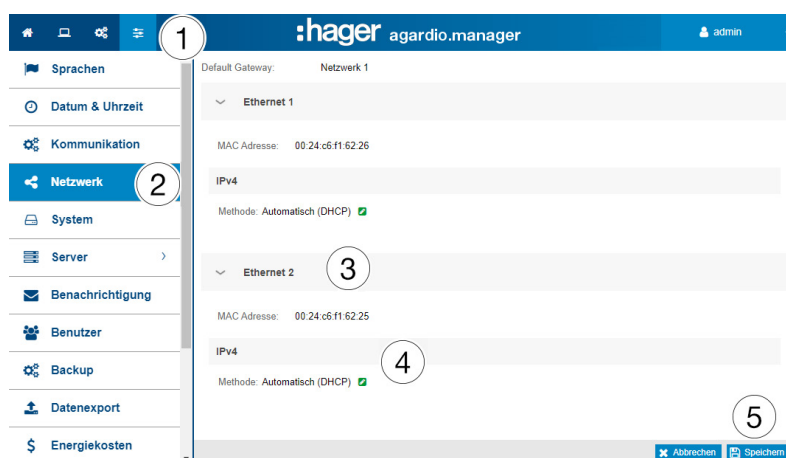 1
:hager agardio.manager
admin
Sprachen
Datum & Uhrzeit
Kommunikation
Netzwerk
2
System
Server
Benachrichtigung
Benutzer
Backup
Datenexport
Energiekosten
Default Gateway: Netzwerk 1
Ethernet 1
MAC Adresse: 00:24:c6:f1:62:26
IPv4
Methode: Automatisch (DHCP)
Ethernet 2
3
MAC Adresse: 00:24:c6:f1:62:25
IPv4
4
Methode: Automatisch (DHCP)
5
Abbrechen
Speichern